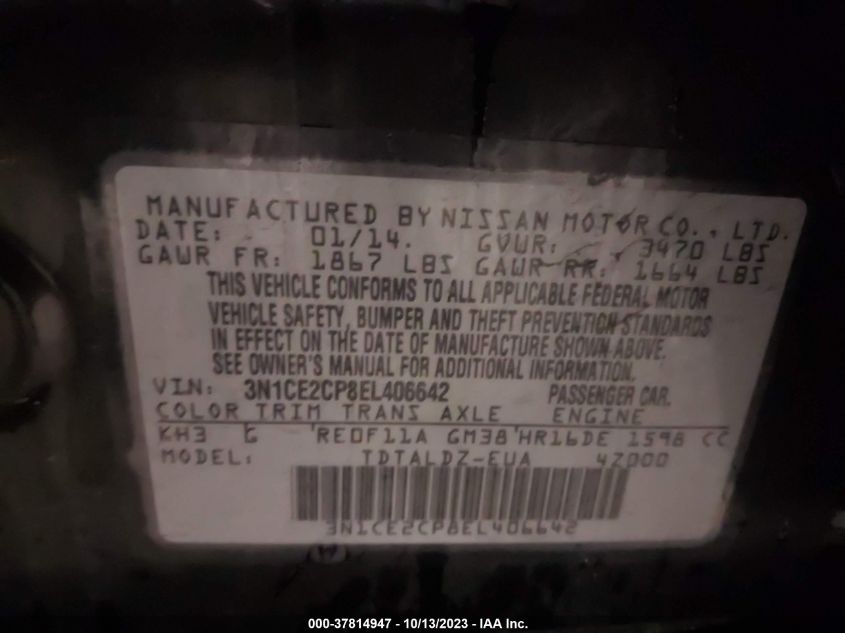 MANUFACTURED BY NISSAN MOTOR CO., LTD.
DATE: 01/14. GVWR: 3470 LBS
GAWR FR: 1867 LBS GAWR RR: 1664 LBS
THIS VEHICLE CONFORMS TO ALL APPLICABLE FEDERAL MOTOR
VEHICLE SAFETY, BUMPER AND THEFT PREVENTION STANDARDS
IN EFFECT ON THE DATE OF MANUFACTURE SHOWN ABOVE.
SEE OWNER'S MANUAL FOR ADDITIONAL INFORMATION.
VIN: 3N1CE2CP8EL406642 PASSENGER CAR.
COLOR TRIM TRANS AXLE ENGINE
KH3 G RE0F11A GM38 HR16DE 1598 CC
MODEL: TDTALDZ-EUA 4Z000
3N1CE2CP8EL406642
000-37814947 - 10/13/2023 - IAA Inc.